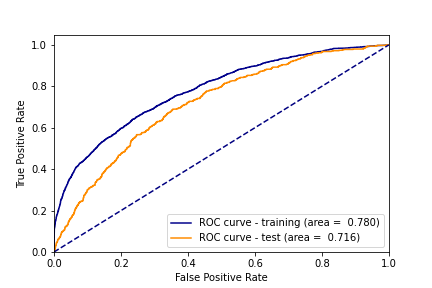 1.0
0.8
0.6
0.4
0.2
0.0
True Positive Rate
ROC curve - training (area =  0.780)
ROC curve - test (area =  0.716)
0.0 0.2 0.4 0.6 0.8 1.0
False Positive Rate